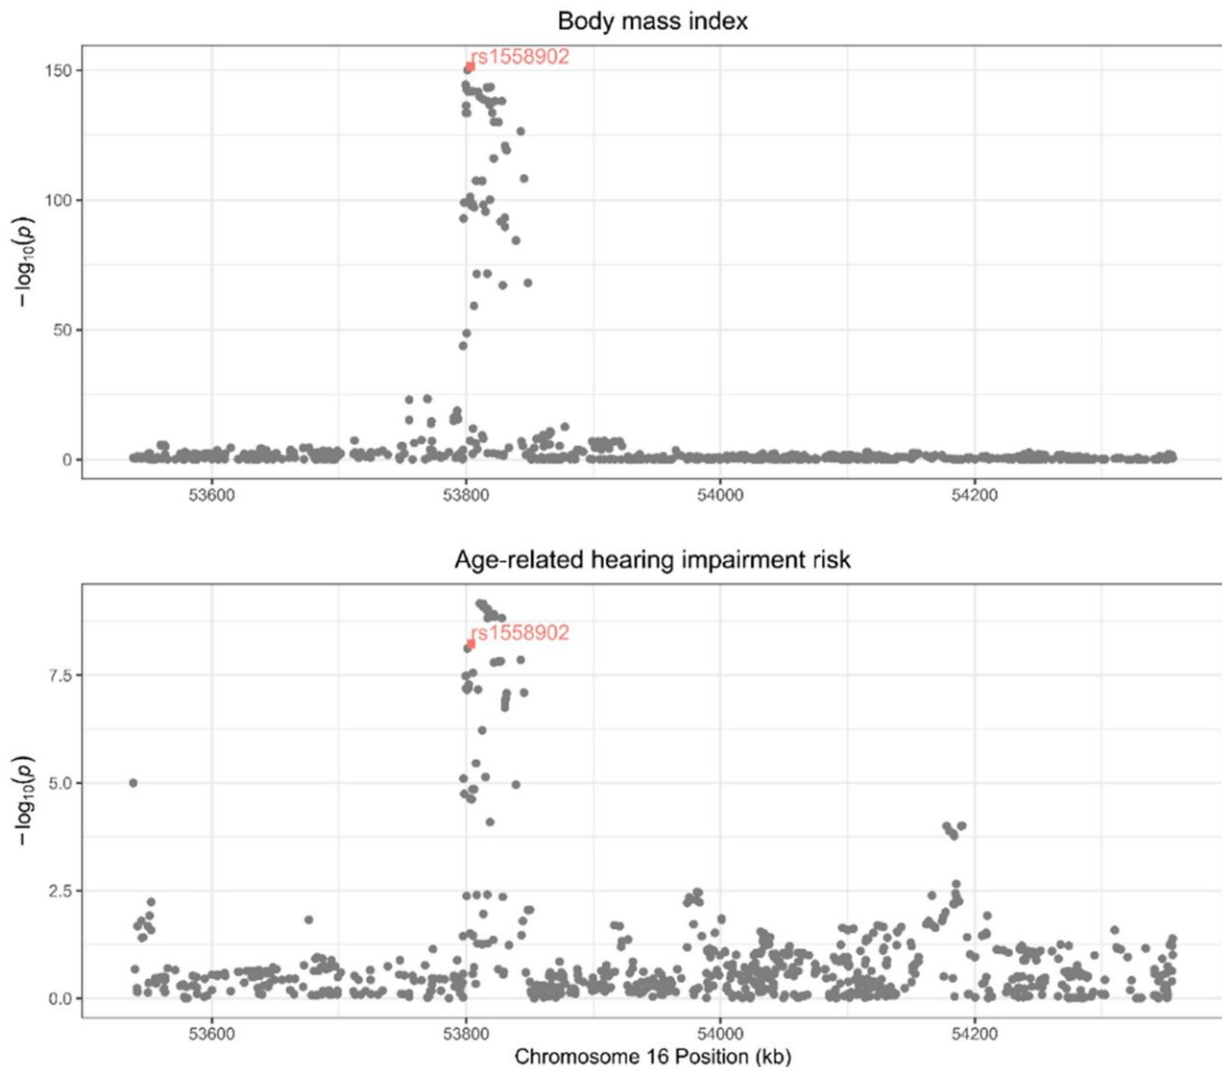 Body mass index
rs1558902
150
100
50
0
−log10(p)
53600 53800 54000 54200
Age-related hearing impairment risk
rs1558902
7.5
5.0
2.5
0.0
−log10(p)
53600 53800 54000 54200
Chromosome 16 Position (kb)